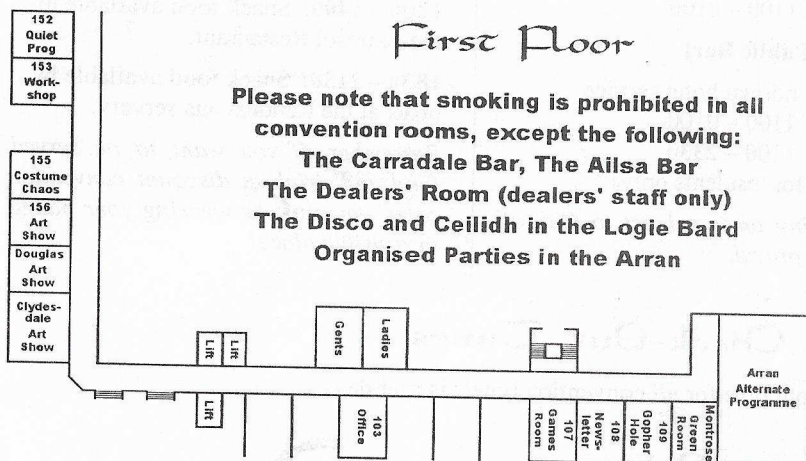 First Floor
Please note that smoking is prohibited in all
convention rooms, except the following:
The Carradale Bar, The Ailsa Bar
The Dealers' Room (dealers' staff only)
The Disco and Ceilidh in the Logie Baird
Organised Parties in the Arran
152
Quiet
Prog
153
Work-
shop
155
Costume
Chaos
156
Art
Show
Douglas
Art
Show
Clydes-
dale
Art
Show
Lift
Lift
Lift
Gents
Ladies
103
Office
107
Games
Room
108
News-
letter
109
Gopher
Hole
Montrose
Green
Room
Arran
Alternate
Programme